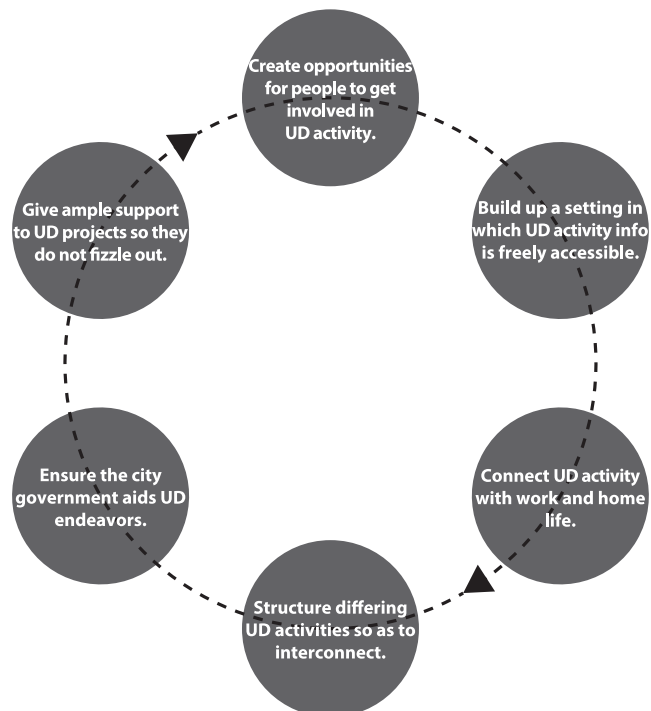 Create opportunities
for people to get
involved in
UD activity.
Build up a setting in
which UD activity info
is freely accessible.
Connect UD activity
with work and home
life.
Structure differing
UD activities so as to
interconnect.
Ensure the city
government aids UD
endeavors.
Give ample support
to UD projects so they
do not fizzle out.